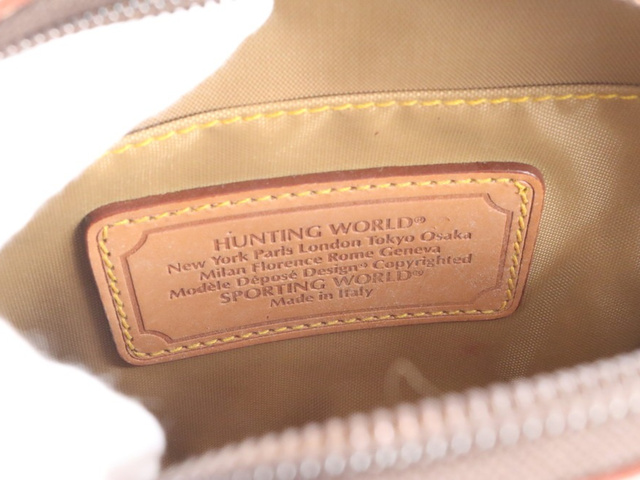 HUNTING WORLD®
New York Paris London Tokyo Osaka
Milan Florence Rome Geneva
Modèle Déposé Design® Copyrighted
SPORTING WORLD®
Made in Italy